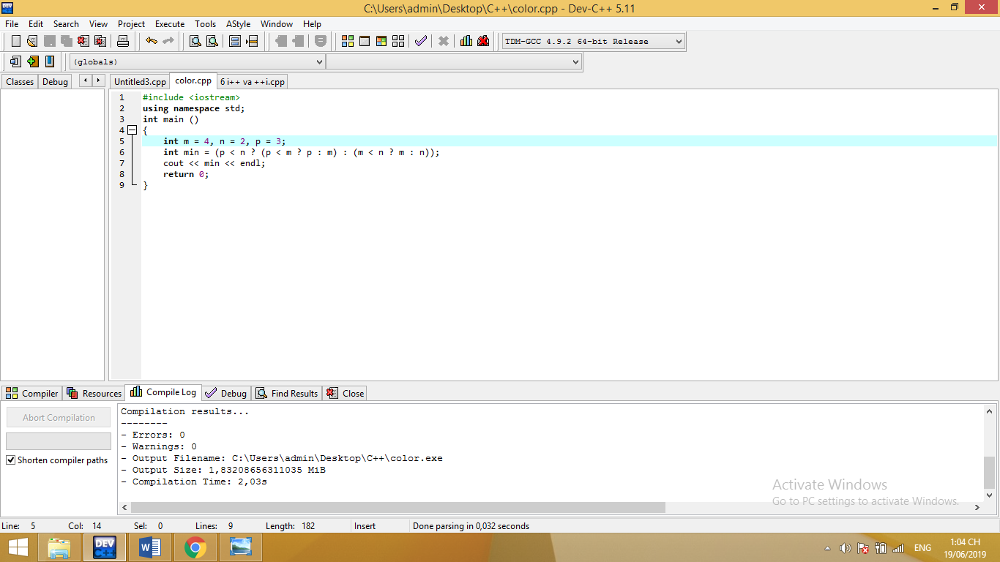 C:\Users\admin\Desktop\C++\color.cpp - Dev-C++ 5.11
File Edit Search View Project Execute Tools AStyle Window Help
TDM-GCC 4.9.2 64-bit Release
(globals)
Classes Debug Untitled3.cpp color.cpp 6 i++ va ++i.cpp
1 #include <iostream>
2 using namespace std;
3 int main ()
4 {
5 int m = 4, n = 2, p = 3;
6 int min = (p < n ? (p < m ? p : m) : (m < n ? m : n));
7 cout << min << endl;
8 return 0;
9 }
Compiler Resources Compile Log Debug Find Results Close
Abort Compilation
Shorten compiler paths
Compilation results...
--------
- Errors: 0
- Warnings: 0
- Output Filename: C:\Users\admin\Desktop\C++\color.exe
- Output Size: 1,83208656311035 MiB
- Compilation Time: 2,03s
Activate Windows
Go to PC settings to activate Windows.
Line: 5 Col: 14 Sel: 0 Lines: 9 Length: 182 Insert Done parsing in 0,032 seconds
DEV
C++
ENG
1:04 CH
19/06/2019